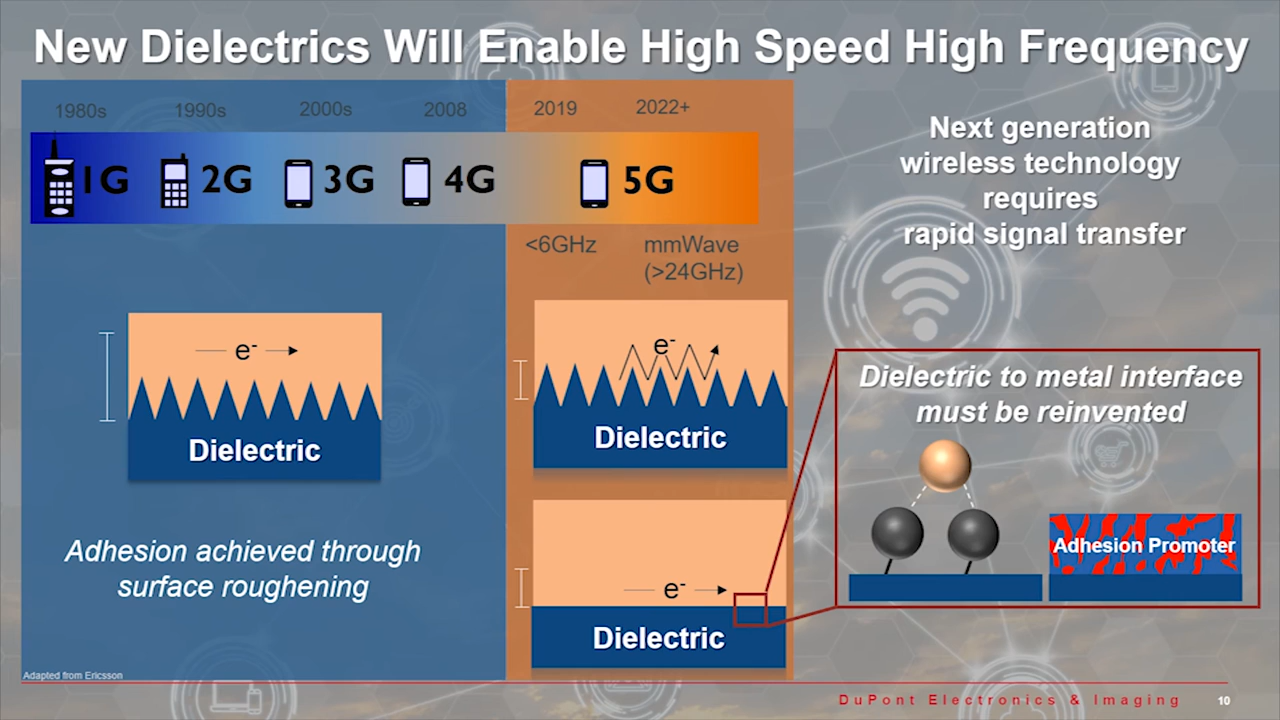 New Dielectrics Will Enable High Speed High Frequency
1980s
1990s
2000s
2008
2019
2022+
1G
2G
3G
4G
5G
<6GHz
mmWave
(>24GHz)
Next generation
wireless technology
requires
rapid signal transfer
e-
Dielectric
e-
Dielectric
Adhesion achieved through
surface roughening
e-
Dielectric
Dielectric to metal interface
must be reinvented
Adhesion Promoter
Adapted from Ericsson
DuPont Electronics & Imaging
10